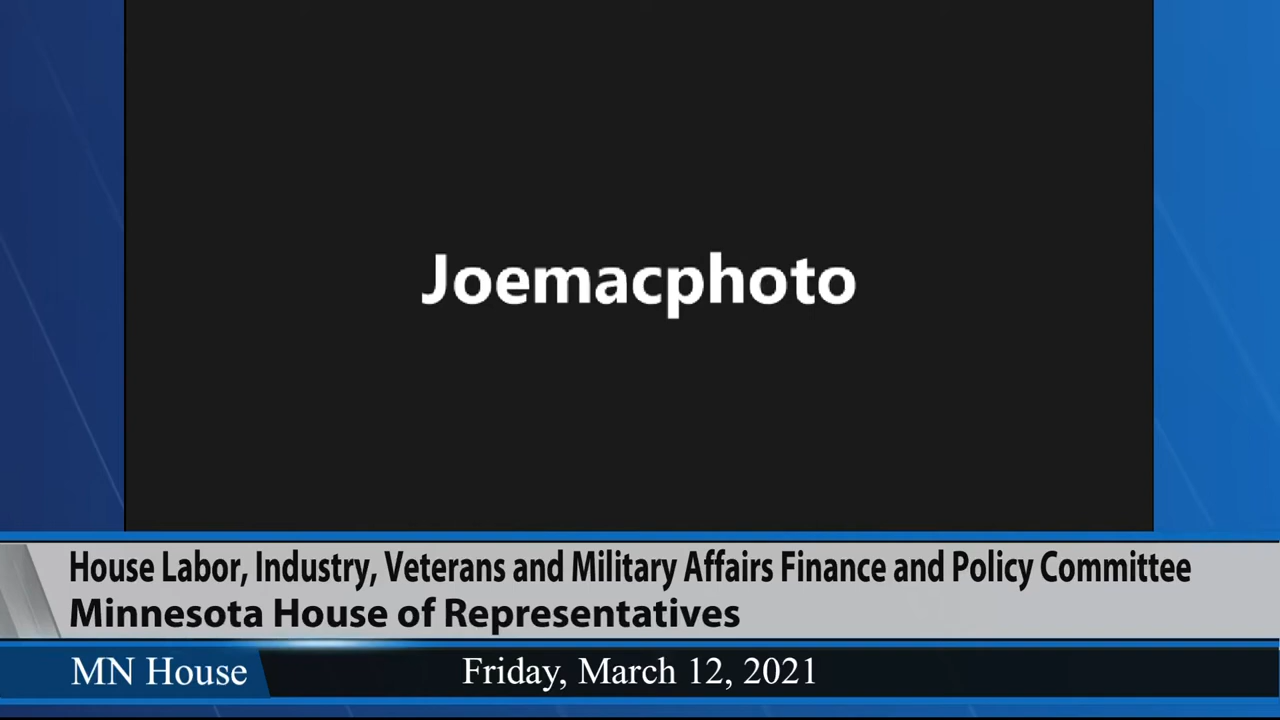 Joemacphoto
House Labor, Industry, Veterans and Military Affairs Finance and Policy Committee
Minnesota House of Representatives
MN House
Friday, March 12, 2021